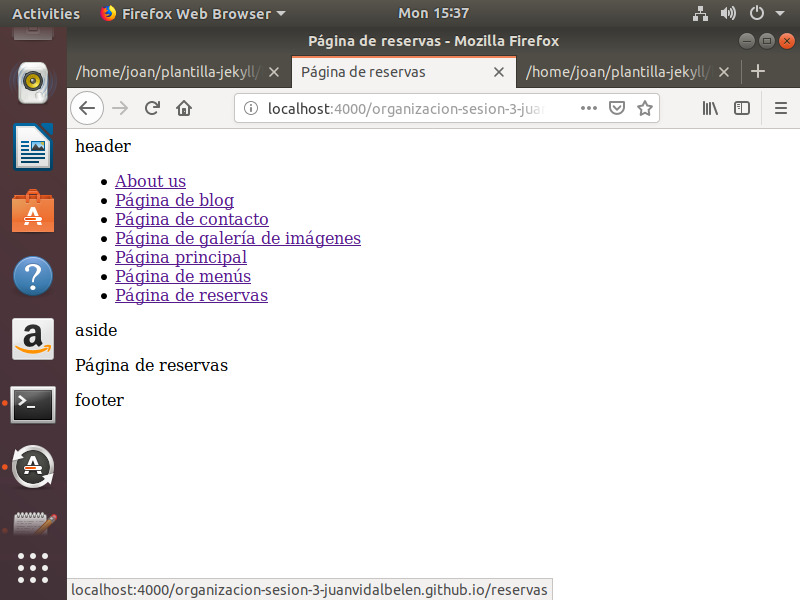 Activities Firefox Web Browser Mon 15:37
Página de reservas - Mozilla Firefox
/home/joan/plantilla-jekyll/ Página de reservas /home/joan/plantilla-jekyll/
localhost:4000/organizacion-sesion-3-jua
header
About us
Página de blog
Página de contacto
Página de galería de imágenes
Página principal
Página de menús
Página de reservas
aside
Página de reservas
footer
localhost:4000/organizacion-sesion-3-juanvidalbelen.github.io/reservas